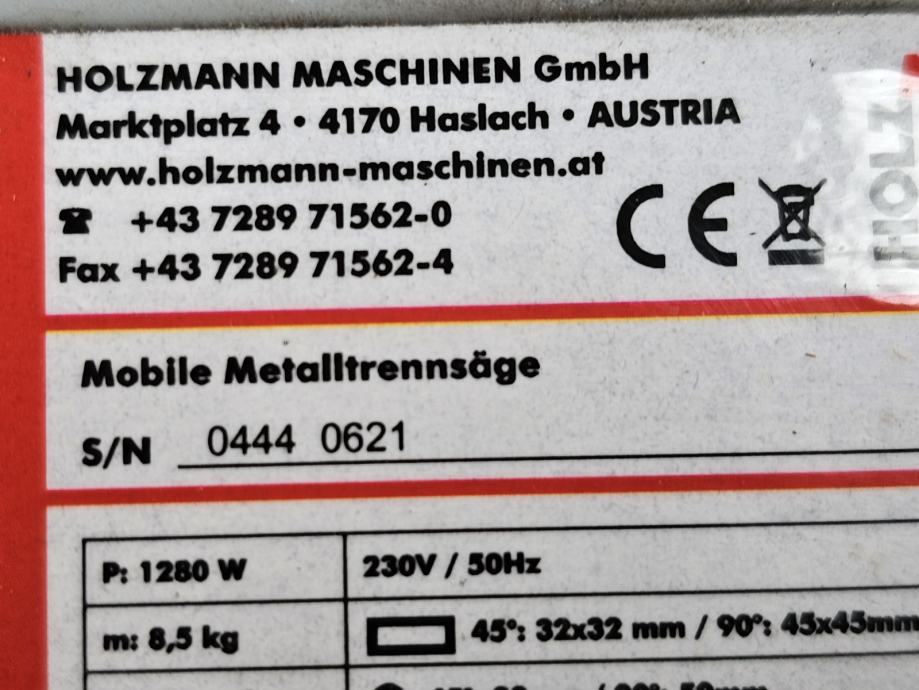 HOLZMANN MASCHINEN GmbH
Marktplatz 4 • 4170 Haslach • AUSTRIA
www.holzmann-maschinen.at
☎ +43 7289 71562-0
Fax +43 7289 71562-4
CE
HOLZ
Mobile Metalltrennsäge
S/N 0444 0621
P: 1280 W 230V / 50Hz
m: 8,5 kg 45°: 32x32 mm / 90°: 45x45mm